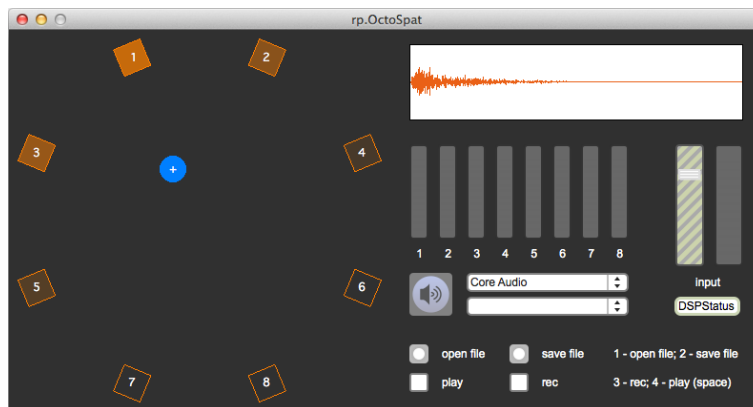 rp.OctoSpat
1
2
3
4
5
6
7
8
+
1 2 3 4 5 6 7 8
input
Core Audio
DSPStatus
open file
save file
1 - open file; 2 - save file
play
rec
3 - rec; 4 - play (space)